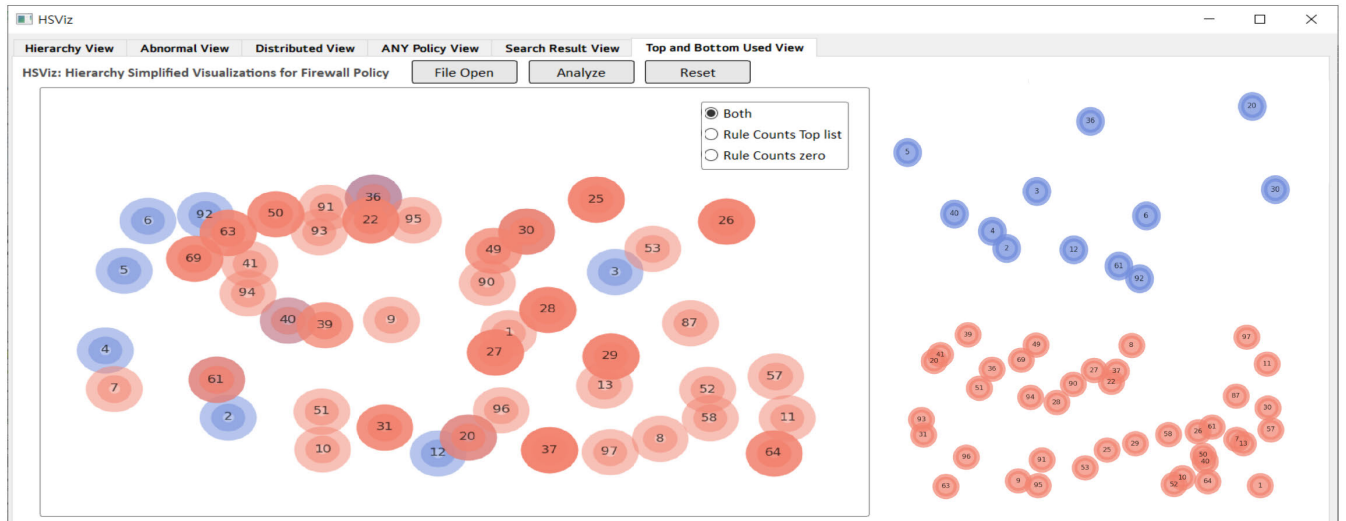 HSViz
Hierarchy View Abnormal View Distributed View ANY Policy View Search Result View Top and Bottom Used View
HSViz: Hierarchy Simplified Visualizations for Firewall Policy File Open Analyze Reset
Both
Rule Counts Top list
Rule Counts zero
36 25
6 92 50 91 22 95 26
63 93 30
69 41 49 53
5 3
94 90
40 39 9 28 87
1
4 27 29
7 61 13 52 57
2 51 96 58 11
31 20 8
10 12 37 97 64
20
36
5
3 30
40 6
4
2 12
61
92
39 97
49 8
41
20 69 11
36 27 37
51 90 22
94 28 87
30
93
31 58 26 61 57
29 7 13
25 50
96 91 40
53
10
63 9 95 52 64 1